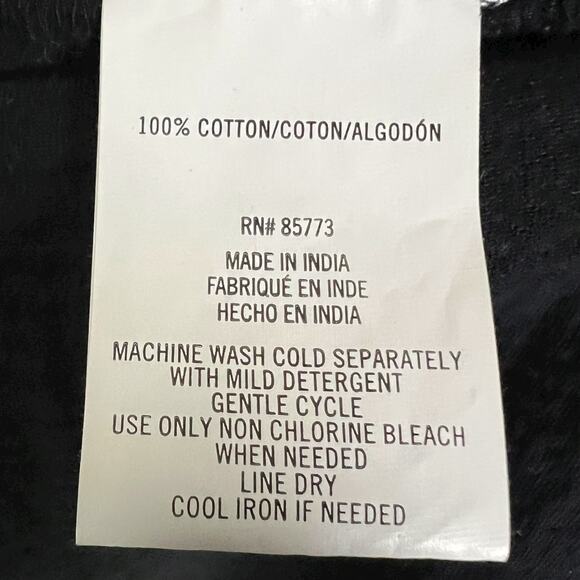 100% COTTON/COTON/ALGODÓN
RN# 85773
MADE IN INDIA
FABRIQUÉ EN INDE
HECHO EN INDIA
MACHINE WASH COLD SEPARATELY
WITH MILD DETERGENT
GENTLE CYCLE
USE ONLY NON CHLORINE BLEACH
WHEN NEEDED
LINE DRY
COOL IRON IF NEEDED